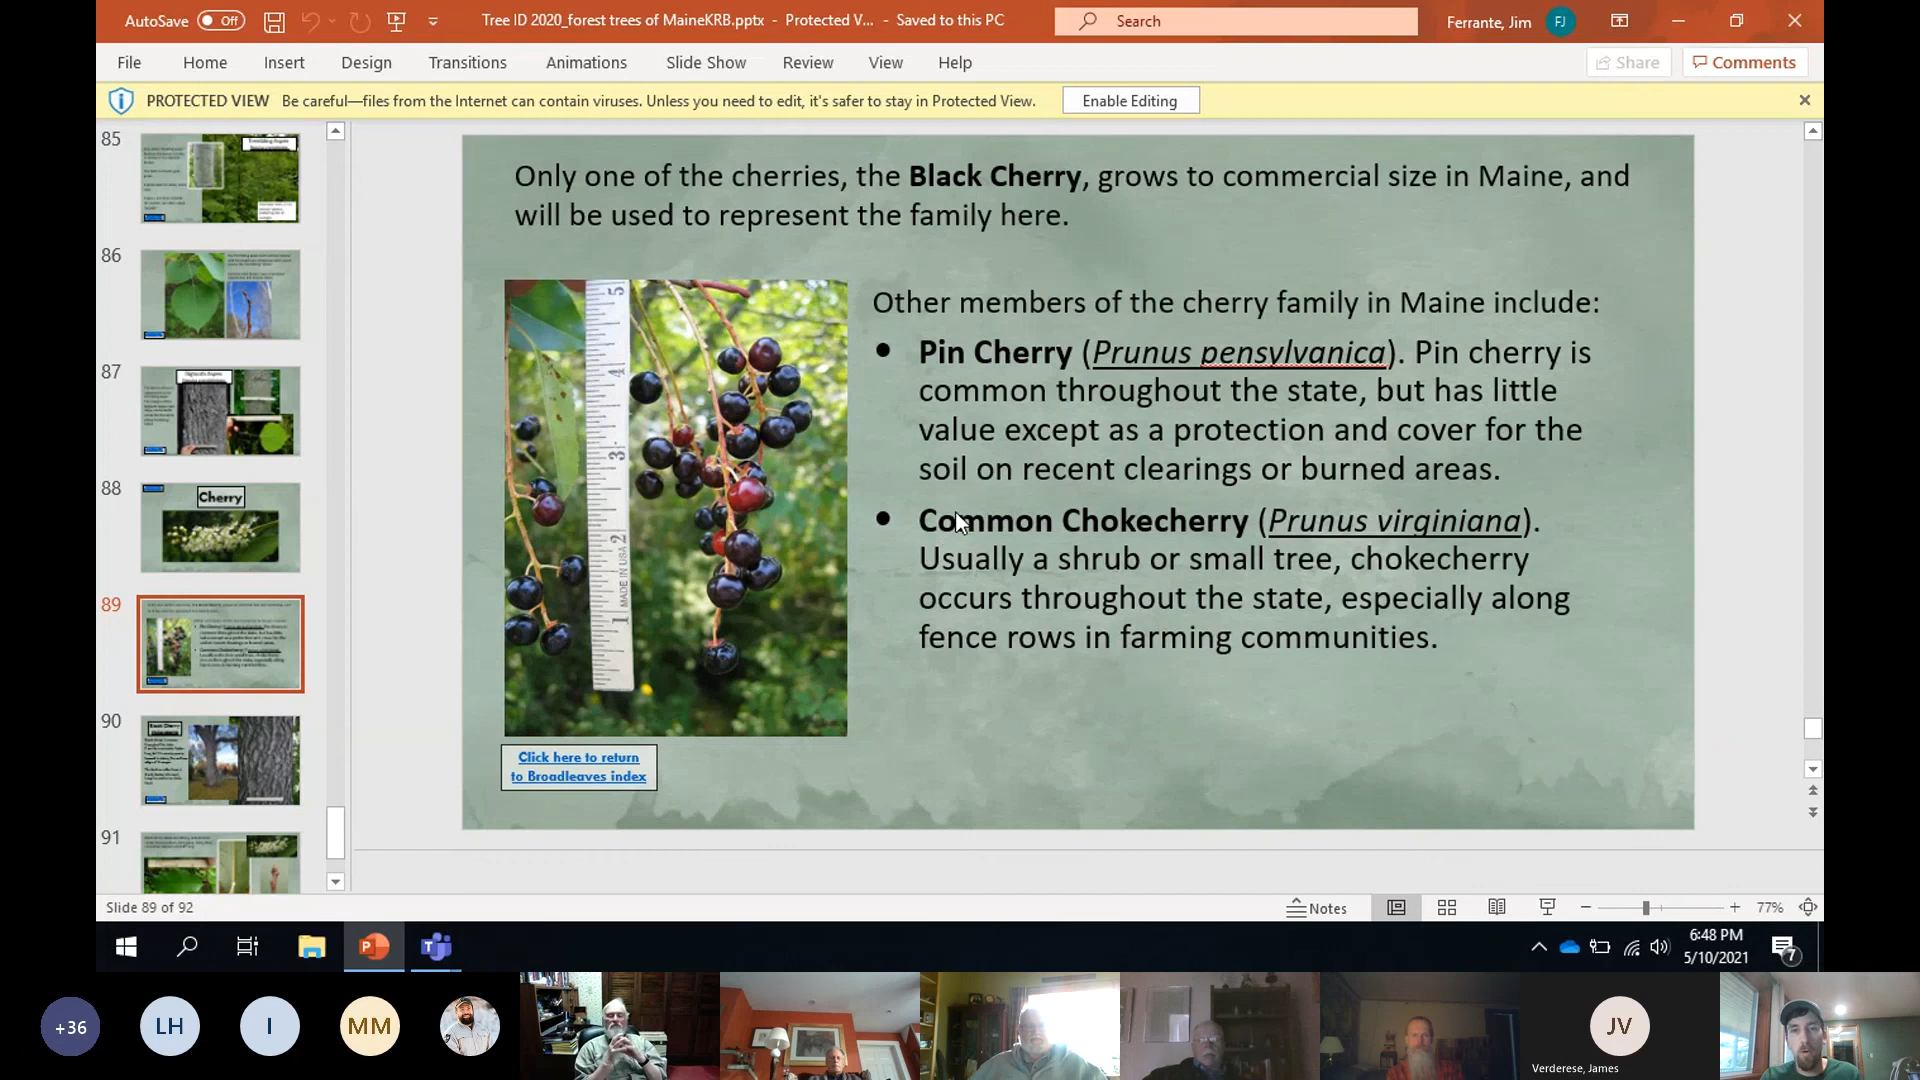 AutoSave Off
Tree ID 2020_forest trees of MaineKRB.pptx - Protected V... - Saved to this PC
Search
Ferrante, Jim
FJ
File Home Insert Design Transitions Animations Slide Show Review View Help
Share
Comments
PROTECTED VIEW Be careful—files from the Internet can contain viruses. Unless you need to edit, it's safer to stay in Protected View.
Enable Editing
85
86
87
88
Cherry
89
90
91
Only one of the cherries, the Black Cherry, grows to commercial size in Maine, and
will be used to represent the family here.
5
4
3
2
1
MADE IN USA
Other members of the cherry family in Maine include:
• Pin Cherry (Prunus pensylvanica). Pin cherry is
common throughout the state, but has little
value except as a protection and cover for the
soil on recent clearings or burned areas.
• Common Chokecherry (Prunus virginiana).
Usually a shrub or small tree, chokecherry
occurs throughout the state, especially along
fence rows in farming communities.
Click here to return
to Broadleaves index
Slide 89 of 92
Notes
77%
6:48 PM
5/10/2021
7
+36
LH
I
MM
JV
Verderese, James